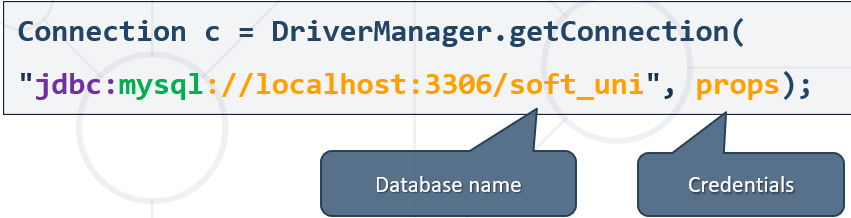 Connection c = DriverManager.getConnection(
"jdbc:mysql://localhost:3306/soft_uni", props);
Database name
Credentials